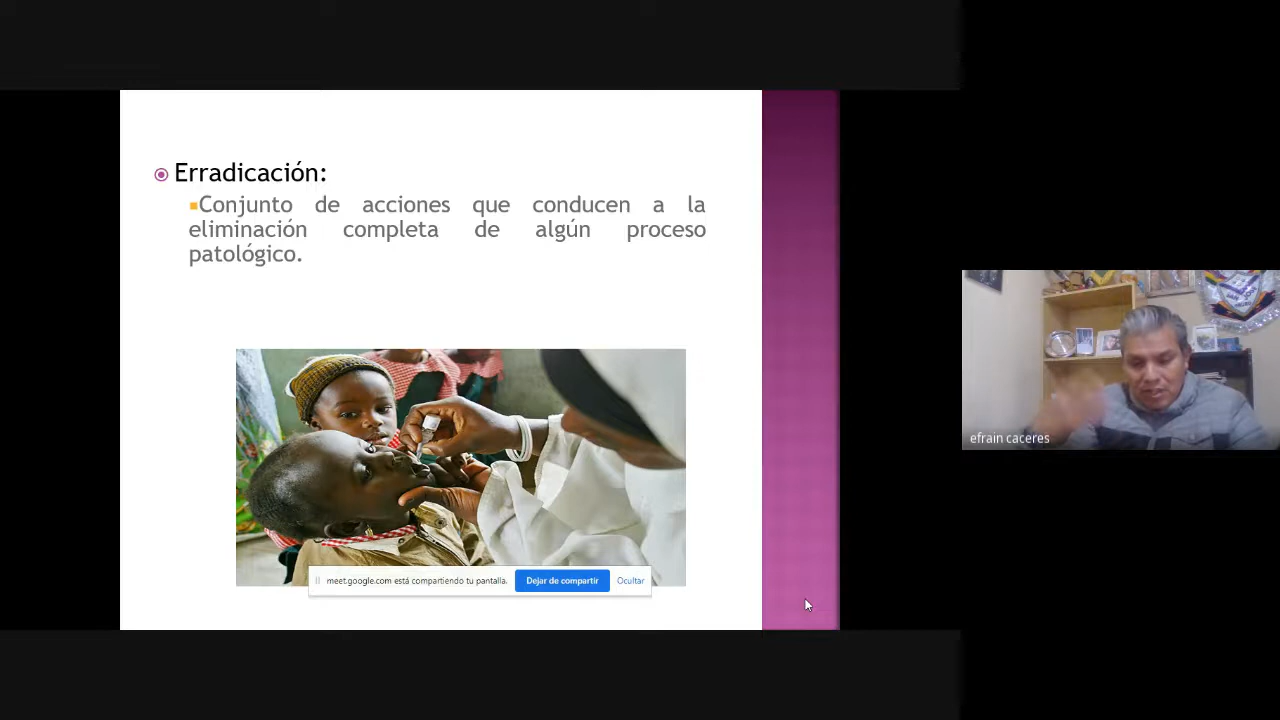 Erradicación:
Conjunto de acciones que conducen a la
eliminación completa de algún proceso
patológico.
meet.google.com está compartiendo tu pantalla.
Dejar de compartir
Ocultar
efrain caceres